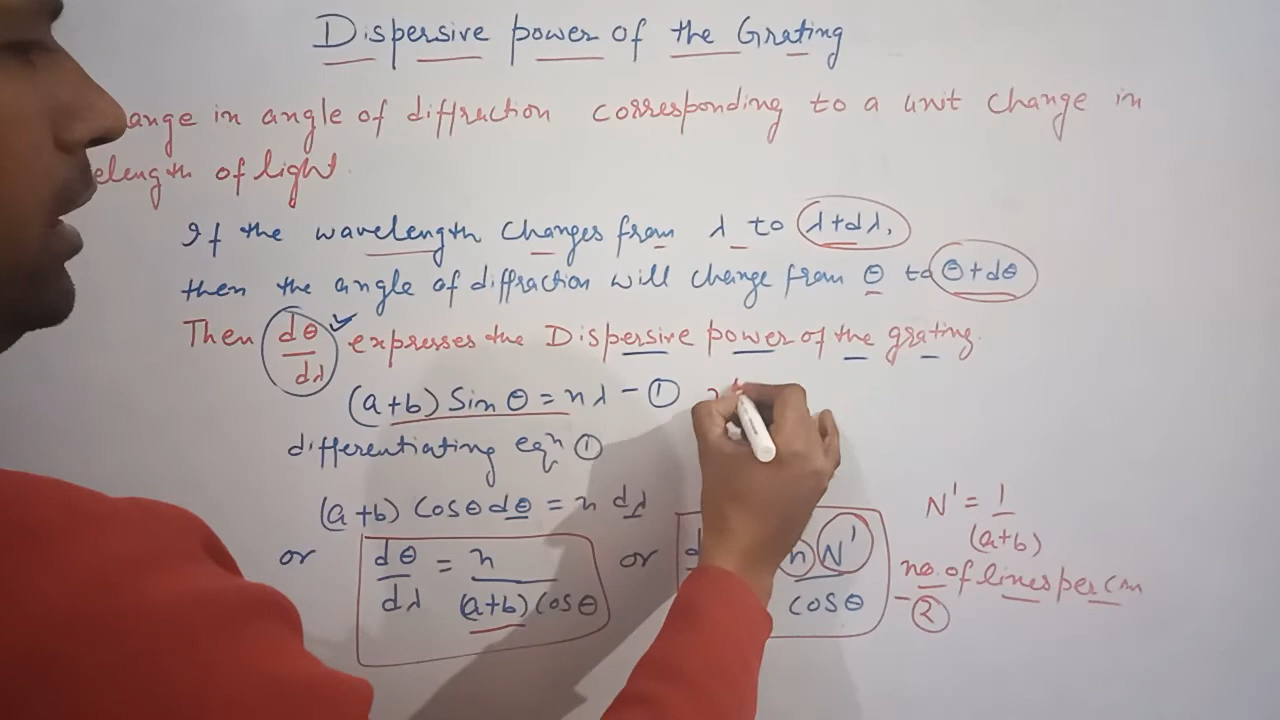 Dispersive power of the Grating
ange in angle of diffraction corresponding to a unit change in
elength of light
If the wavelength changes from λ to λ+dλ,
then the angle of diffraction will change from θ to θ+dθ
Then dθ/dλ expresses the Dispersive power of the grating.
(a+b) Sin θ = nλ - ①
differentiating eqn ①
(a+b) Cosθ dθ = n dλ
or dθ/dλ = n/(a+b) Cosθ or d nN'/cosθ - ②
N' = 1/(a+b)
no. of lines per cm